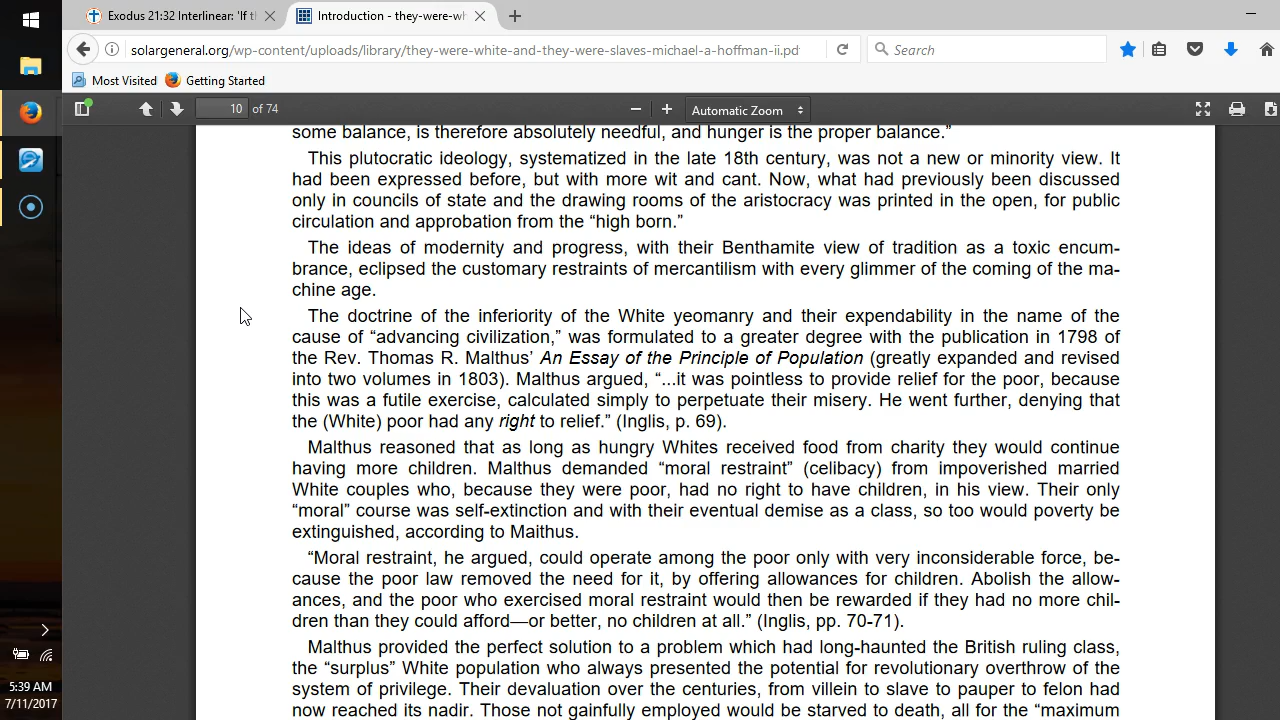 Exodus 21:32 Interlinear: 'If t
Introduction - they-were-wh
solargeneral.org/wp-content/uploads/library/they-were-white-and-they-were-slaves-michael-a-hoffman-ii.pd
Search
Most Visited
Getting Started
10 of 74
Automatic Zoom
some balance, is therefore absolutely needful, and hunger is the proper balance.”
This plutocratic ideology, systematized in the late 18th century, was not a new or minority view. It
had been expressed before, but with more wit and cant. Now, what had previously been discussed
only in councils of state and the drawing rooms of the aristocracy was printed in the open, for public
circulation and approbation from the “high born.”
The ideas of modernity and progress, with their Benthamite view of tradition as a toxic encum-
brance, eclipsed the customary restraints of mercantilism with every glimmer of the coming of the ma-
chine age.
The doctrine of the inferiority of the White yeomanry and their expendability in the name of the
cause of “advancing civilization,” was formulated to a greater degree with the publication in 1798 of
the Rev. Thomas R. Malthus’ An Essay of the Principle of Population (greatly expanded and revised
into two volumes in 1803). Malthus argued, “...it was pointless to provide relief for the poor, because
this was a futile exercise, calculated simply to perpetuate their misery. He went further, denying that
the (White) poor had any right to relief.” (Inglis, p. 69).
Malthus reasoned that as long as hungry Whites received food from charity they would continue
having more children. Malthus demanded “moral restraint” (celibacy) from impoverished married
White couples who, because they were poor, had no right to have children, in his view. Their only
“moral” course was self-extinction and with their eventual demise as a class, so too would poverty be
extinguished, according to Maithus.
“Moral restraint, he argued, could operate among the poor only with very inconsiderable force, be-
cause the poor law removed the need for it, by offering allowances for children. Abolish the allow-
ances, and the poor who exercised moral restraint would then be rewarded if they had no more chil-
dren than they could afford—or better, no children at all.” (Inglis, pp. 70-71).
Malthus provided the perfect solution to a problem which had long-haunted the British ruling class,
the “surplus” White population who always presented the potential for revolutionary overthrow of the
system of privilege. Their devaluation over the centuries, from villein to slave to pauper to felon had
now reached its nadir. Those not gainfully employed would be starved to death, all for the “maximum
5:39 AM
7/11/2017